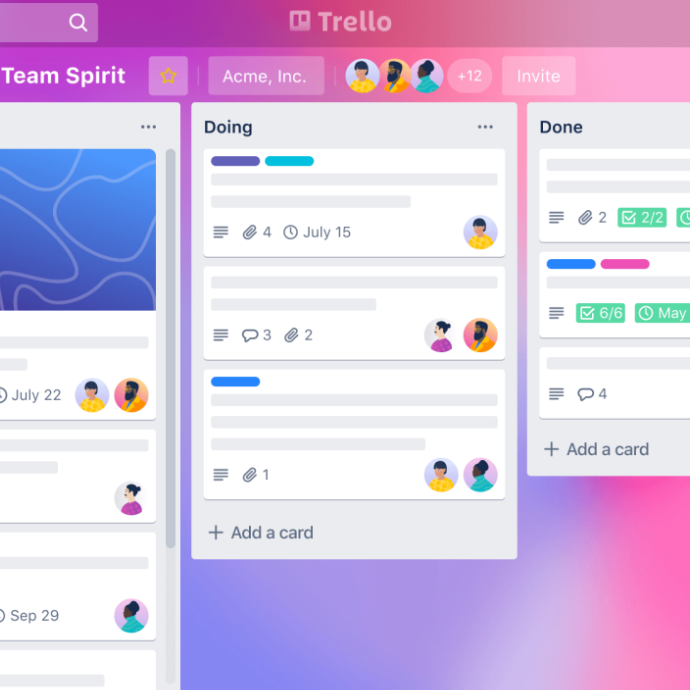 Trello
Team Spirit
Acme, Inc.
+12
Invite
July 22
Sep 29
Doing
4 July 15
3 2
1
+ Add a card
Done
2 2/2
6/6 May
4
+ Add a card